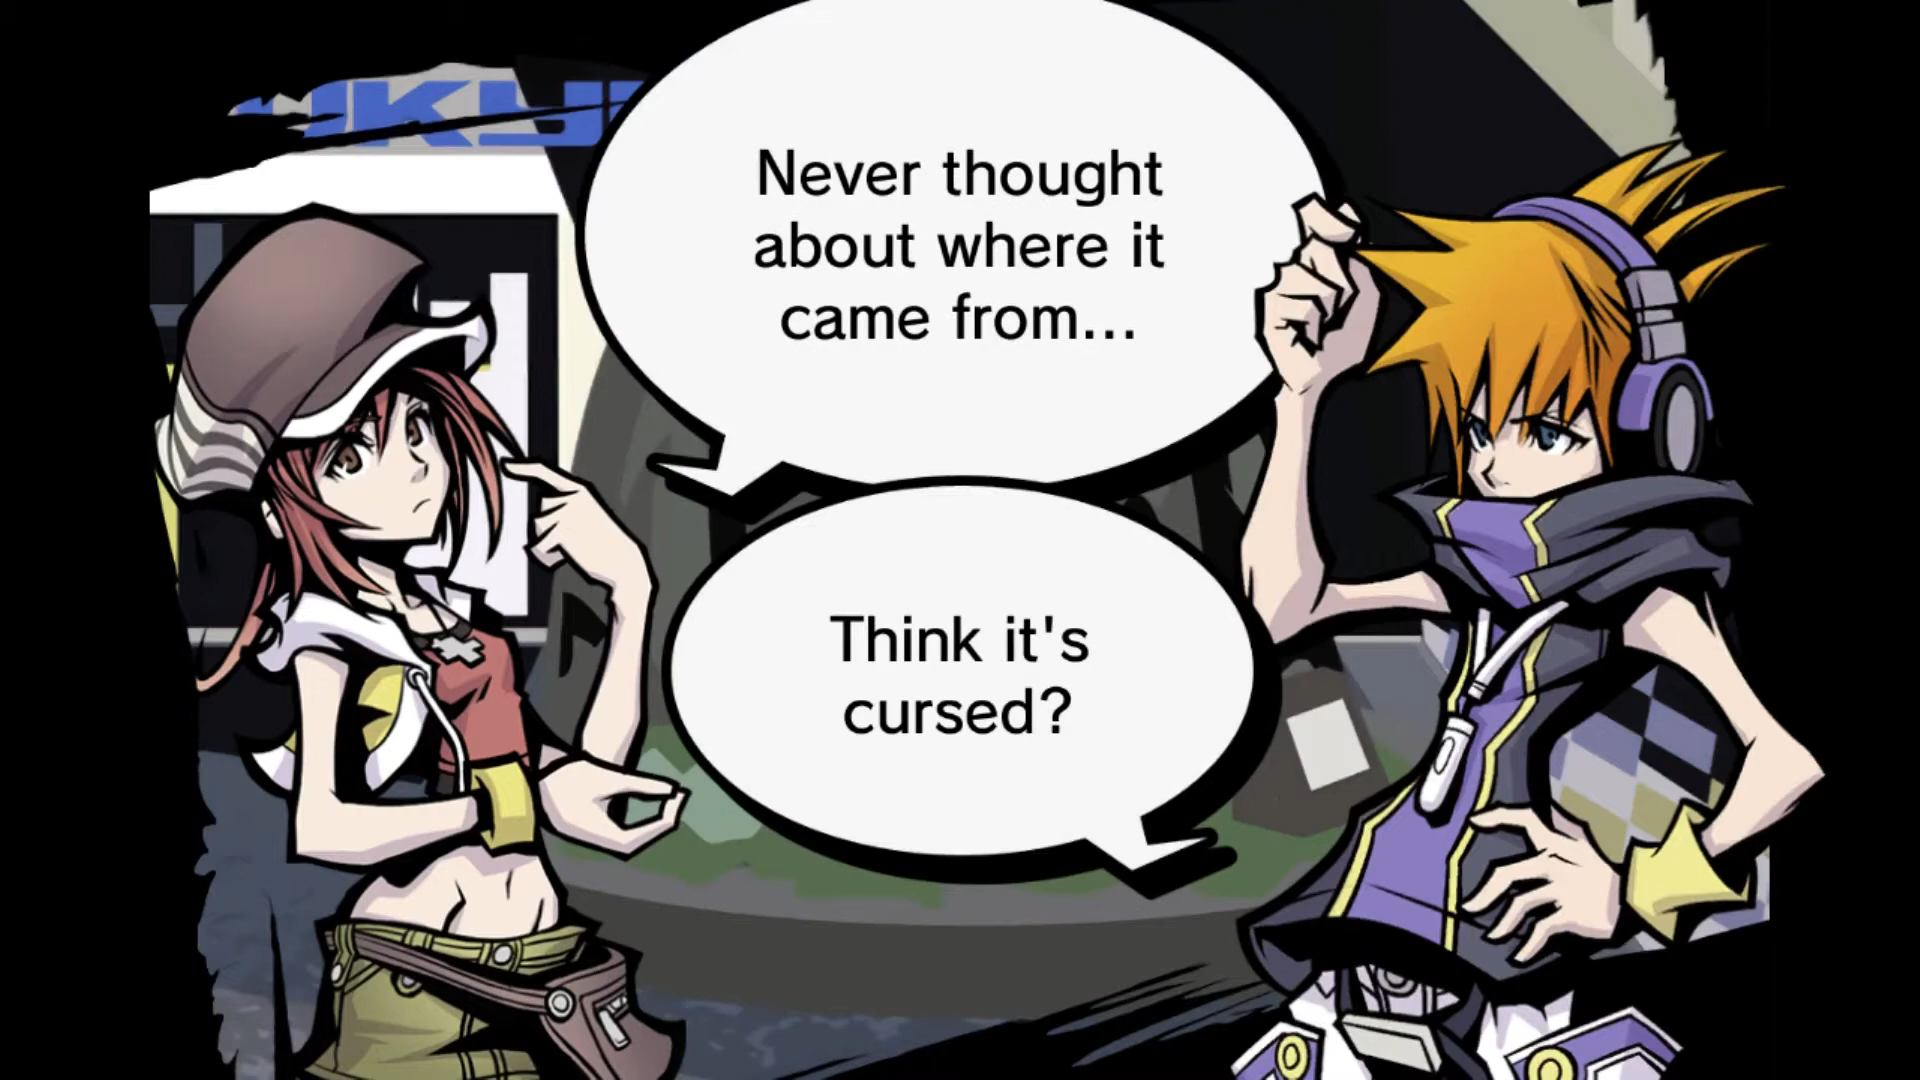 Never thought
about where it
came from...
Think it's
cursed?